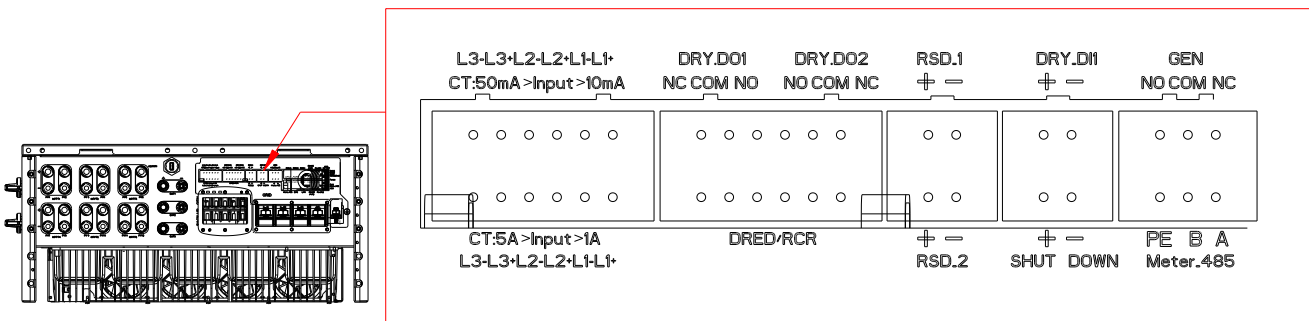 L3-L3+L2-L2+L1-L1+ DRY.DO1 DRY.DO2 RSD.1 DRY.DI1 GEN
CT:50mA>Input>10mA NC COM NO NO COM NC + - + - NO COM NC
CT:5A>Input>1A DRED/RCR + - + - PE B A
L3-L3+L2-L2+L1-L1+ RSD.2 SHUT DOWN Meter.485